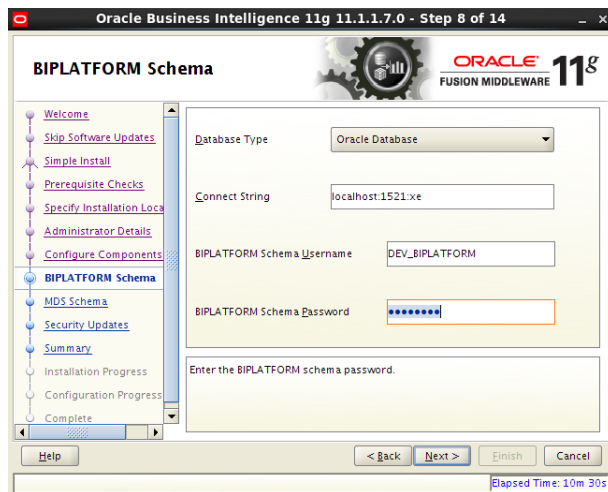 Oracle Business Intelligence 11g 11.1.1.7.0 - Step 8 of 14
BIPLATFORM Schema
ORACLE
FUSION MIDDLEWARE
11g
Welcome
Skip Software Updates
Simple Install
Prerequisite Checks
Specify Installation Loca
Administrator Details
Configure Components
BIPLATFORM Schema
MDS Schema
Security Updates
Summary
Installation Progress
Configuration Progress
Complete
Database Type
Oracle Database
Connect String
localhost:1521:xe
BIPLATFORM Schema Username
DEV_BIPLATFORM
BIPLATFORM Schema Password
••••••••
Enter the BIPLATFORM schema password.
Help
< Back
Next >
Finish
Cancel
Elapsed Time: 10m 30s